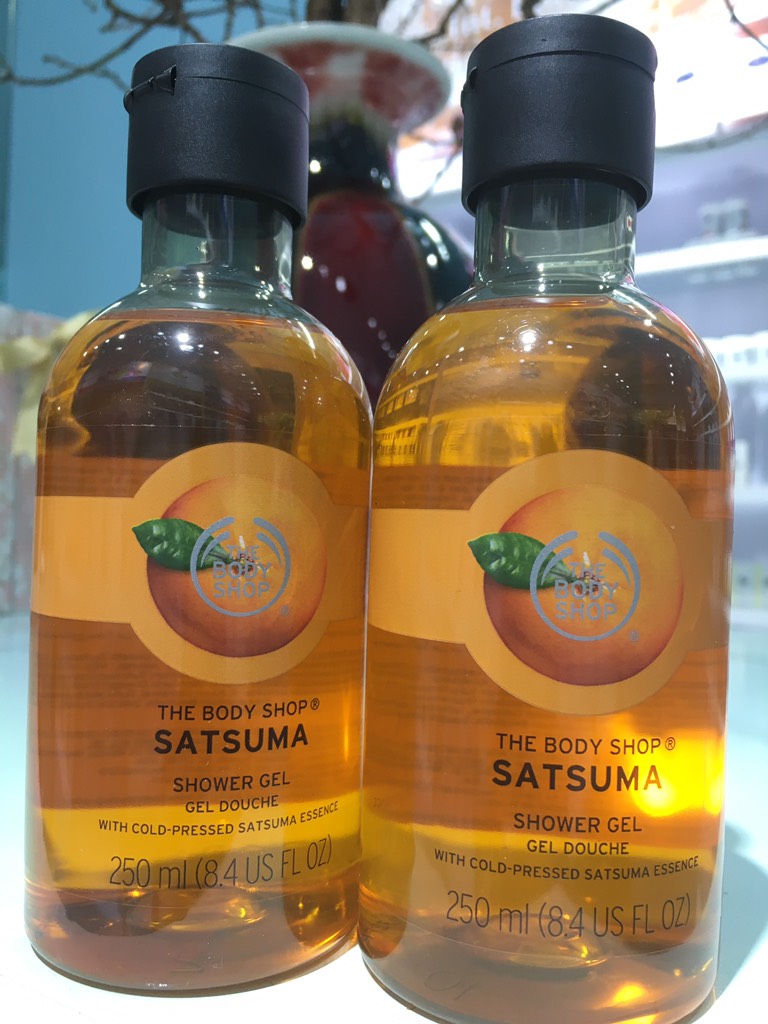 THE
BODY
SHOP
®
THE BODY SHOP®
SATSUMA
SHOWER GEL
GEL DOUCHE
WITH COLD-PRESSED SATSUMA ESSENCE
250 ml (8.4 US FL OZ)
THE
BODY
SHOP
®
THE BODY SHOP®
SATSUMA
SHOWER GEL
GEL DOUCHE
WITH COLD-PRESSED SATSUMA ESSENCE
250 ml (8.4 US FL OZ)